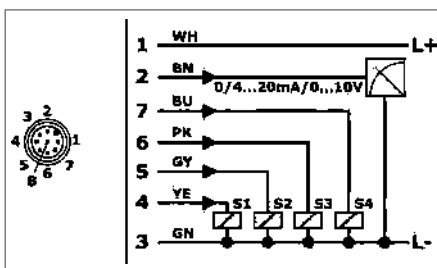 1 WH L+
2 BN
0/4...20mA/0...10V
7 BU
6 PK
5 GY
4 YE S1 S2 S3 S4
3 GN L-
3 2
4 1
5 7
8 6